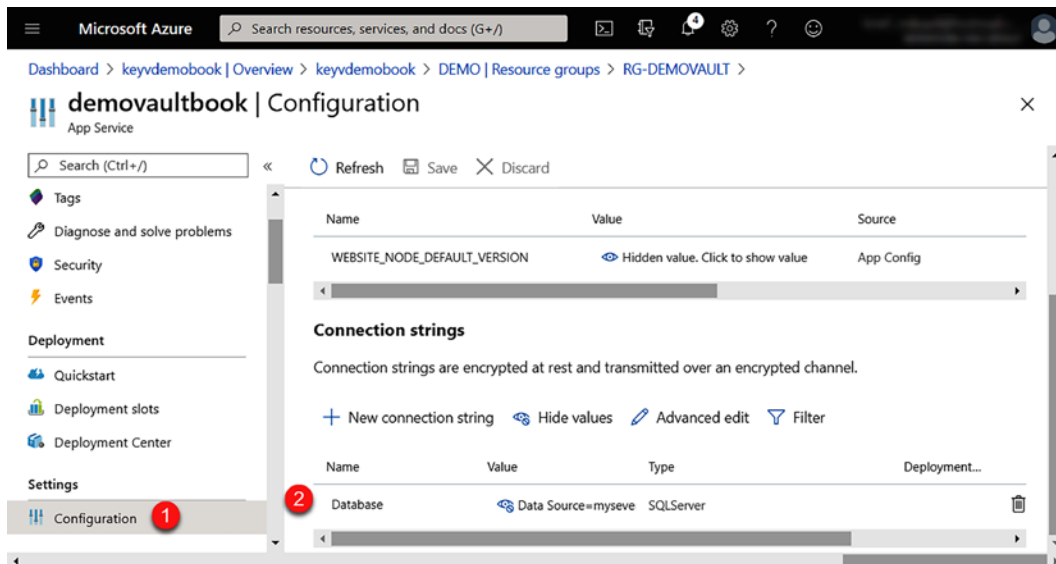 Microsoft Azure
Search resources, services, and docs (G+/)
4
Dashboard > keyvdemobook | Overview > keyvdemobook > DEMO | Resource groups > RG-DEMOVAULT >
demovaultbook | Configuration
App Service
Search (Ctrl+/)
«
Refresh Save Discard
Tags
Diagnose and solve problems
Security
Events
Deployment
Quickstart
Deployment slots
Deployment Center
Settings
Configuration 1
Name Value Source
WEBSITE_NODE_DEFAULT_VERSION Hidden value. Click to show value App Config
Connection strings
Connection strings are encrypted at rest and transmitted over an encrypted channel.
New connection string Hide values Advanced edit Filter
Name Value Type Deployment...
2 Database Data Source=myseve SQLServer